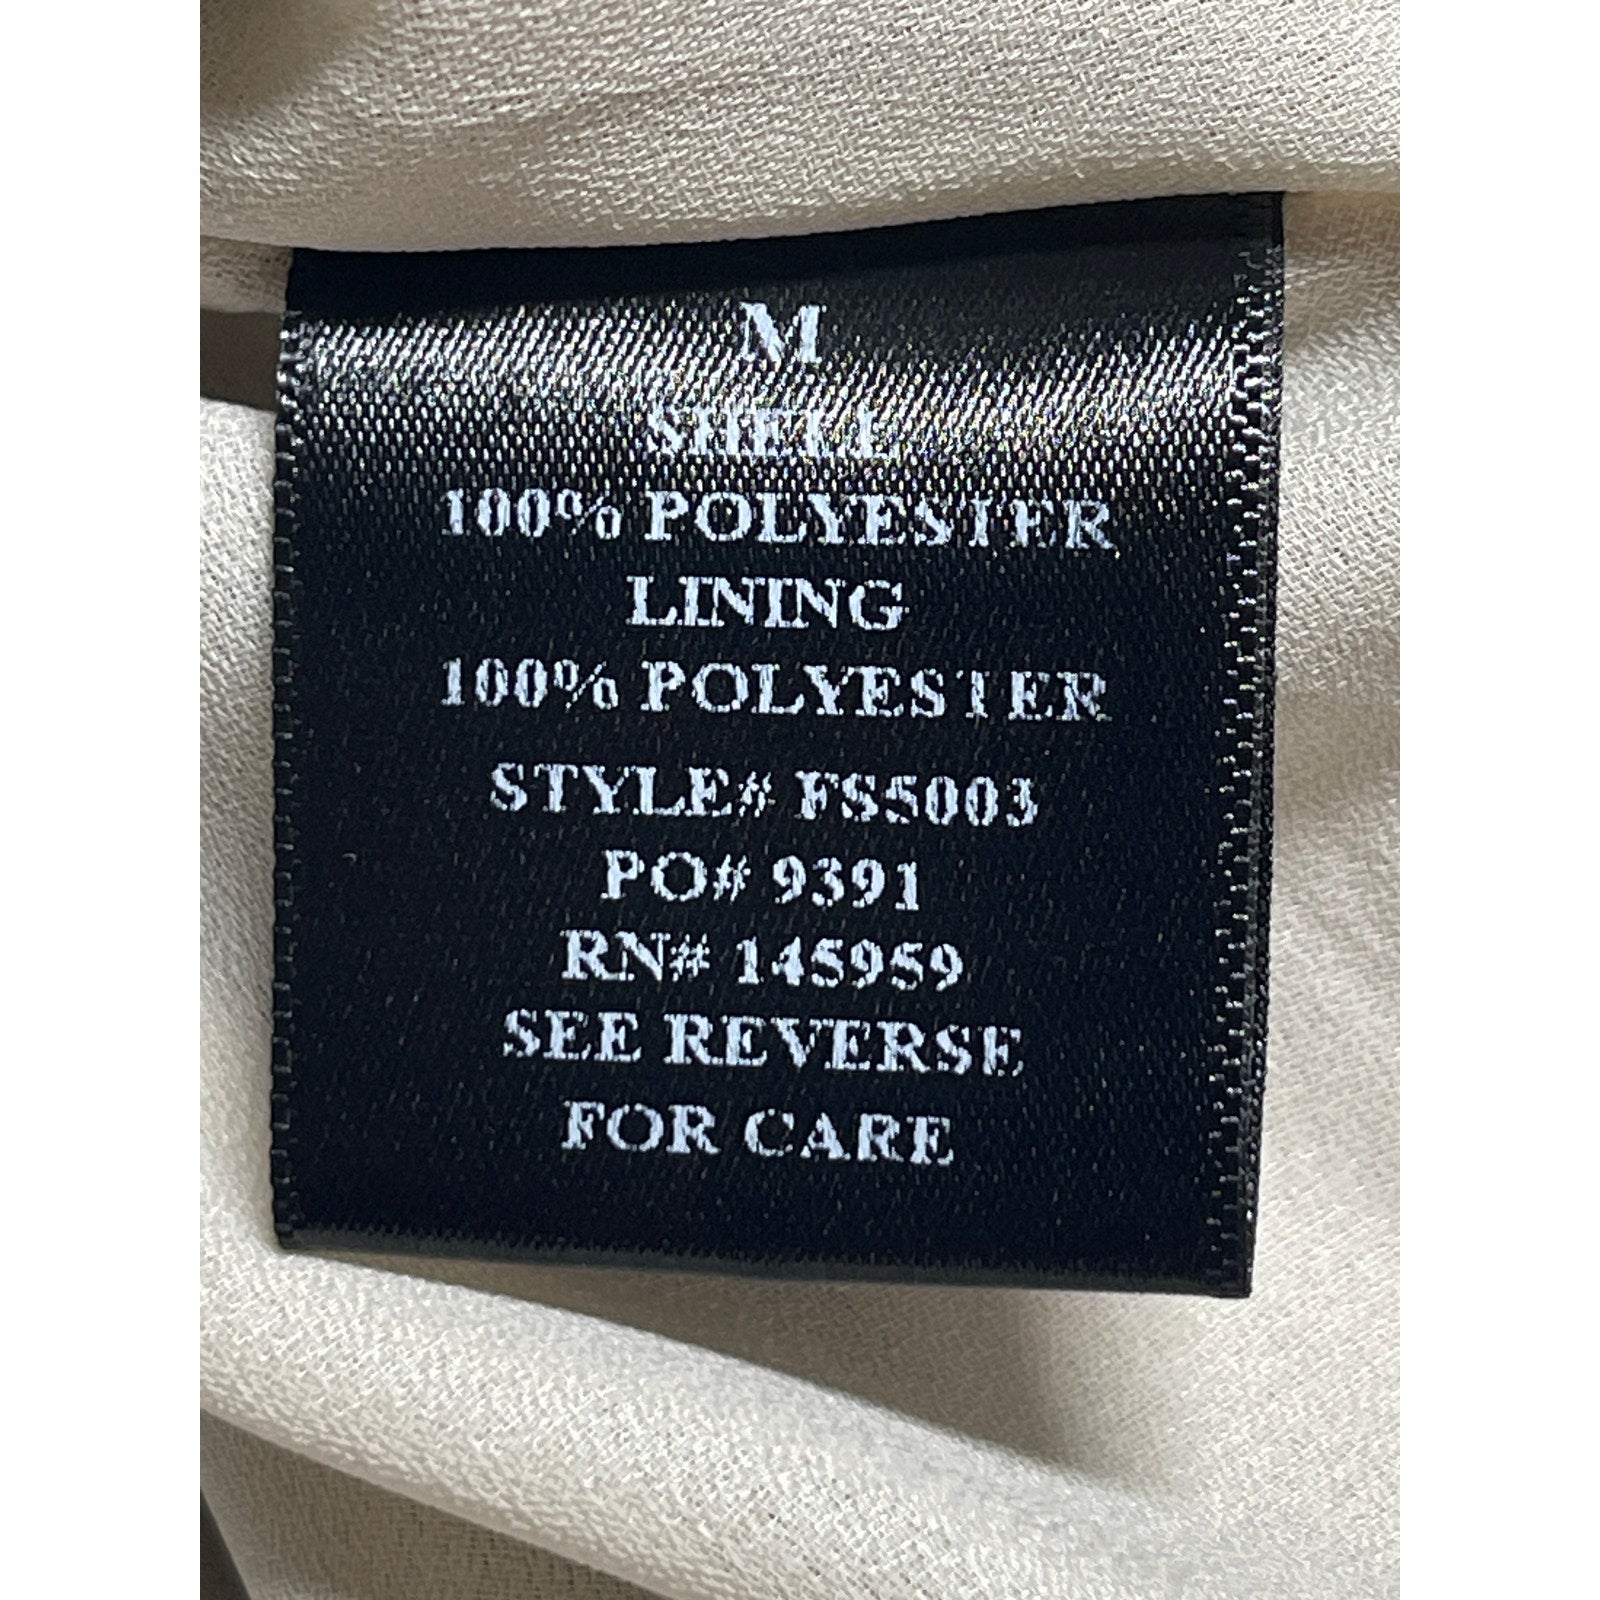 M
SHELL
100% POLYESTER
LINING
100% POLYESTER
STYLE# FS5003
PO# 9391
RN# 145959
SEE REVERSE
FOR CARE